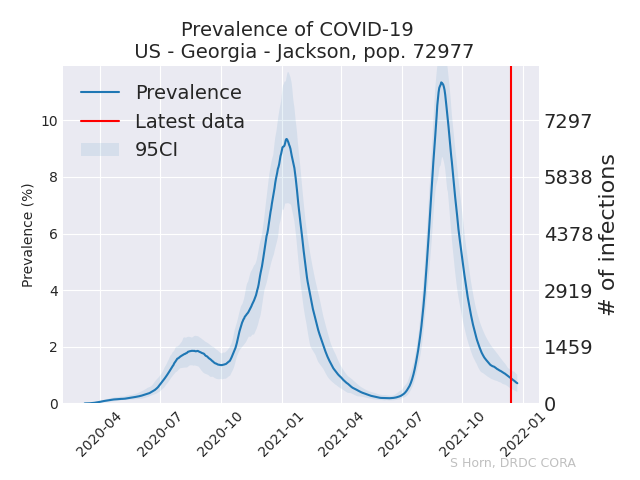 Prevalence of COVID-19
US - Georgia - Jackson, pop. 72977
Prevalence
Latest data
95CI
Prevalence (%)
10
8
6
4
2
0
7297
5838
4378
2919
1459
0
# of infections
2020-04
2020-07
2020-10
2021-01
2021-04
2021-07
2021-10
2022-01
S Horn, DRDC CORA